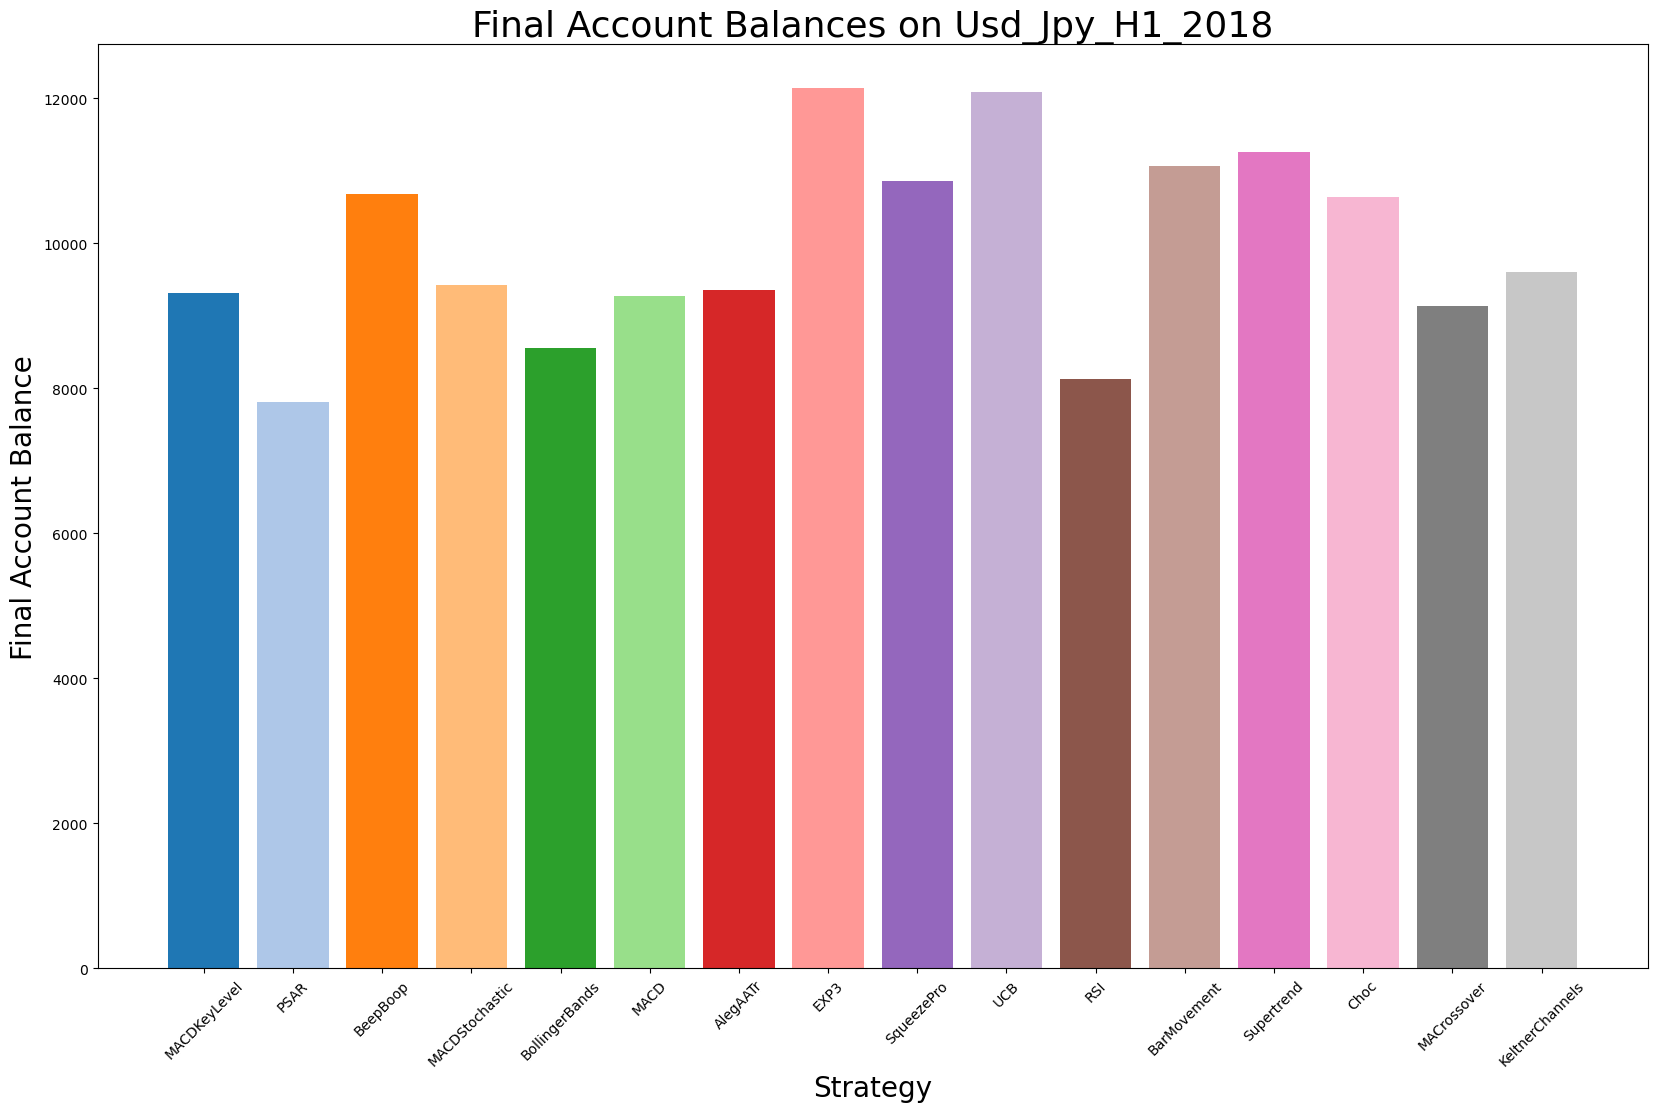 Final Account Balances on Usd_Jpy_H1_2018
Final Account Balance
12000
10000
8000
6000
4000
2000
0
MACDKeyLevel
PSAR
BeepBoop
MACDStochastic
BollingerBands
MACD
AlegAATr
EXP3
SqueezePro
UCB
RSI
BarMovement
Supertrend
Choc
MACrossover
KeltnerChannels
Strategy